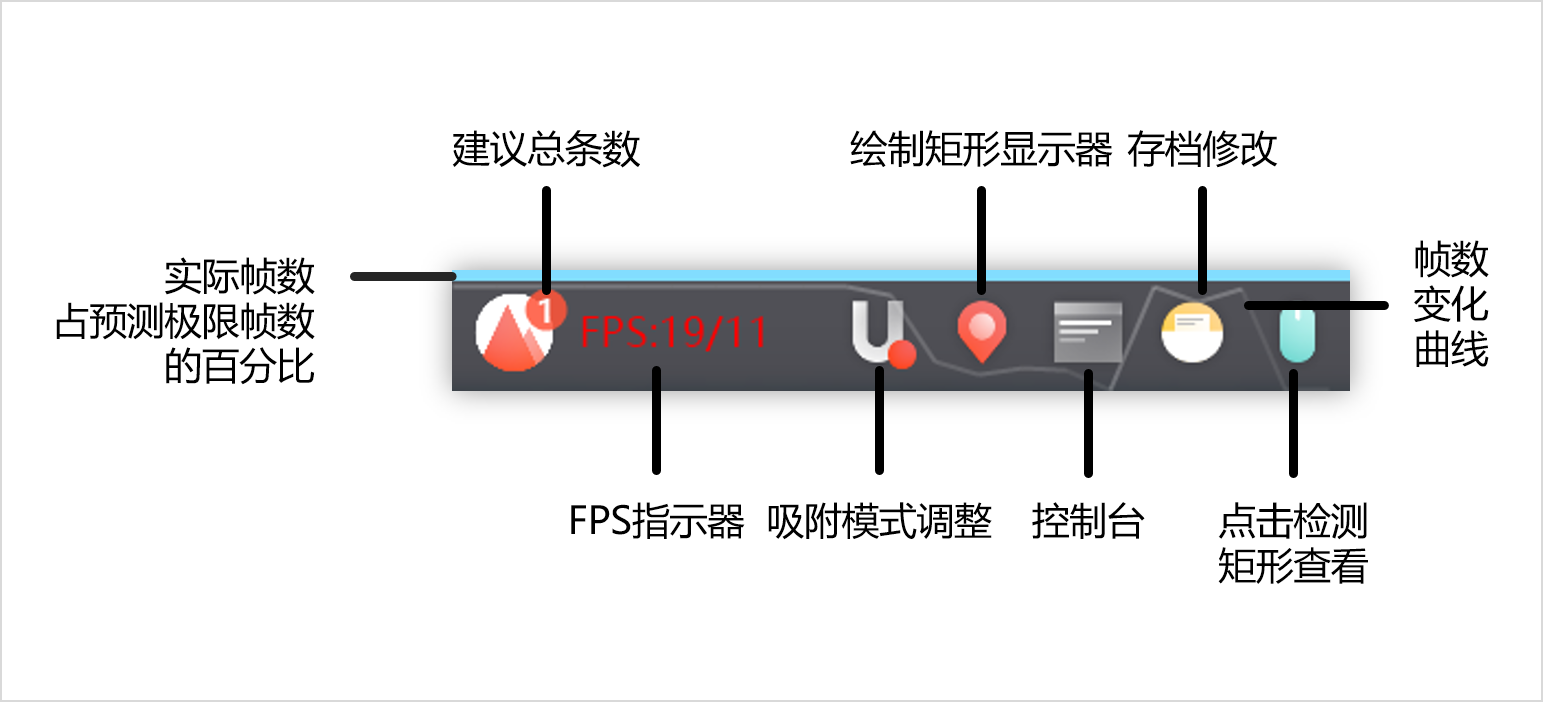 建议总条数
绘制矩形显示器
存档修改
实际帧数
占预测极限帧数
的百分比
帧数
变化
曲线
1
FPS:19/11
FPS指示器
吸附模式调整
控制台
点击检测
矩形查看